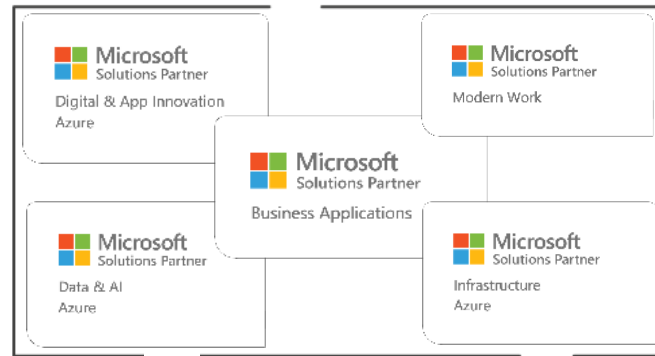 Microsoft
Solutions Partner
Digital & App Innovation
Azure
Microsoft
Solutions Partner
Modern Work
Microsoft
Solutions Partner
Business Applications
Microsoft
Solutions Partner
Data & AI
Azure
Microsoft
Solutions Partner
Infrastructure
Azure